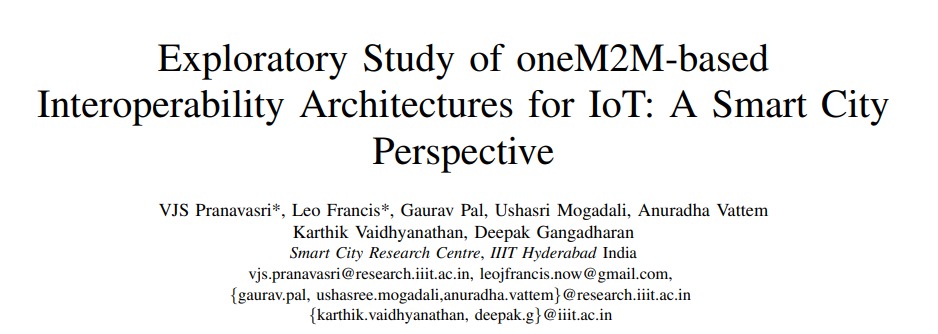 Exploratory Study of oneM2M-based
Interoperability Architectures for IoT: A Smart City
Perspective
VJS Pranavasri*, Leo Francis*, Gaurav Pal, Ushasri Mogadali, Anuradha Vattem
Karthik Vaidhyanathan, Deepak Gangadharan
Smart City Research Centre, IIIT Hyderabad India
vjs.pranavasri@research.iiit.ac.in, leojfrancis.now@gmail.com,
{gaurav.pal, ushasree.mogadali,anuradha.vattem}@research.iiit.ac.in
{karthik.vaidhyanathan, deepak.g}@iiit.ac.in